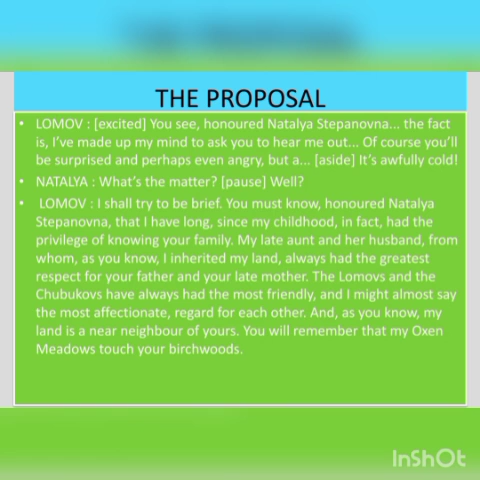 THE PROPOSAL
• LOMOV : [excited] You see, honoured Natalya Stepanovna... the fact
is, I've made up my mind to ask you to hear me out... Of course you'll
be surprised and perhaps even angry, but a... [aside] It's awfully cold!
• NATALYA : What's the matter? [pause] Well?
• LOMOV : I shall try to be brief. You must know, honoured Natalya
Stepanovna, that I have long, since my childhood, in fact, had the
privilege of knowing your family. My late aunt and her husband, from
whom, as you know, I inherited my land, always had the greatest
respect for your father and your late mother. The Lomovs and the
Chubukovs have always had the most friendly, and I might almost say
the most affectionate, regard for each other. And, as you know, my
land is a near neighbour of yours. You will remember that my Oxen
Meadows touch your birchwoods.
InShOt